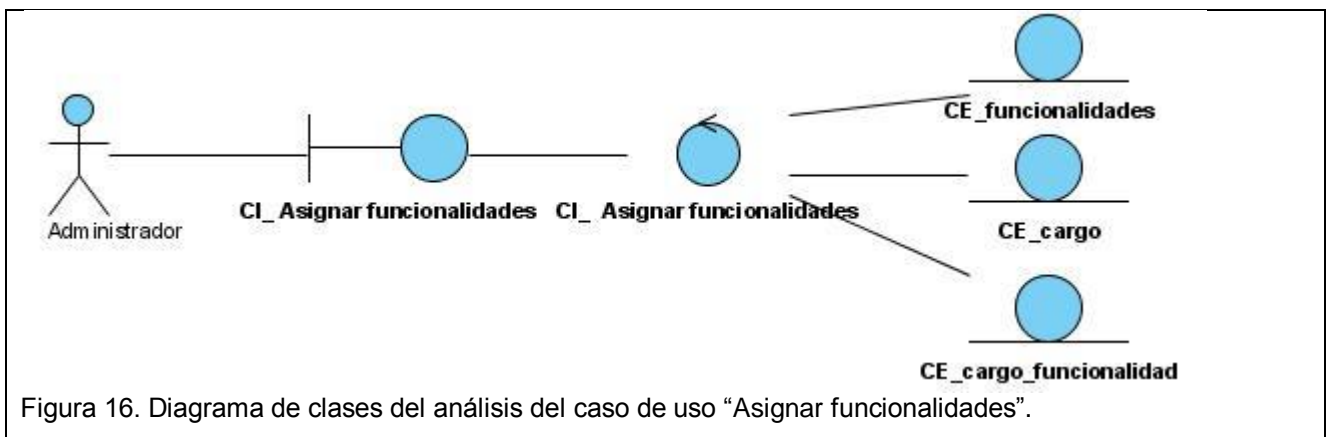 CE_funcionalidades
CI_ Asignar funcionalidades CI_ Asignar funcionalidades
Administrador
CE_cargo
CE_cargo_funcionalidad
Figura 16. Diagrama de clases del análisis del caso de uso “Asignar funcionalidades”.